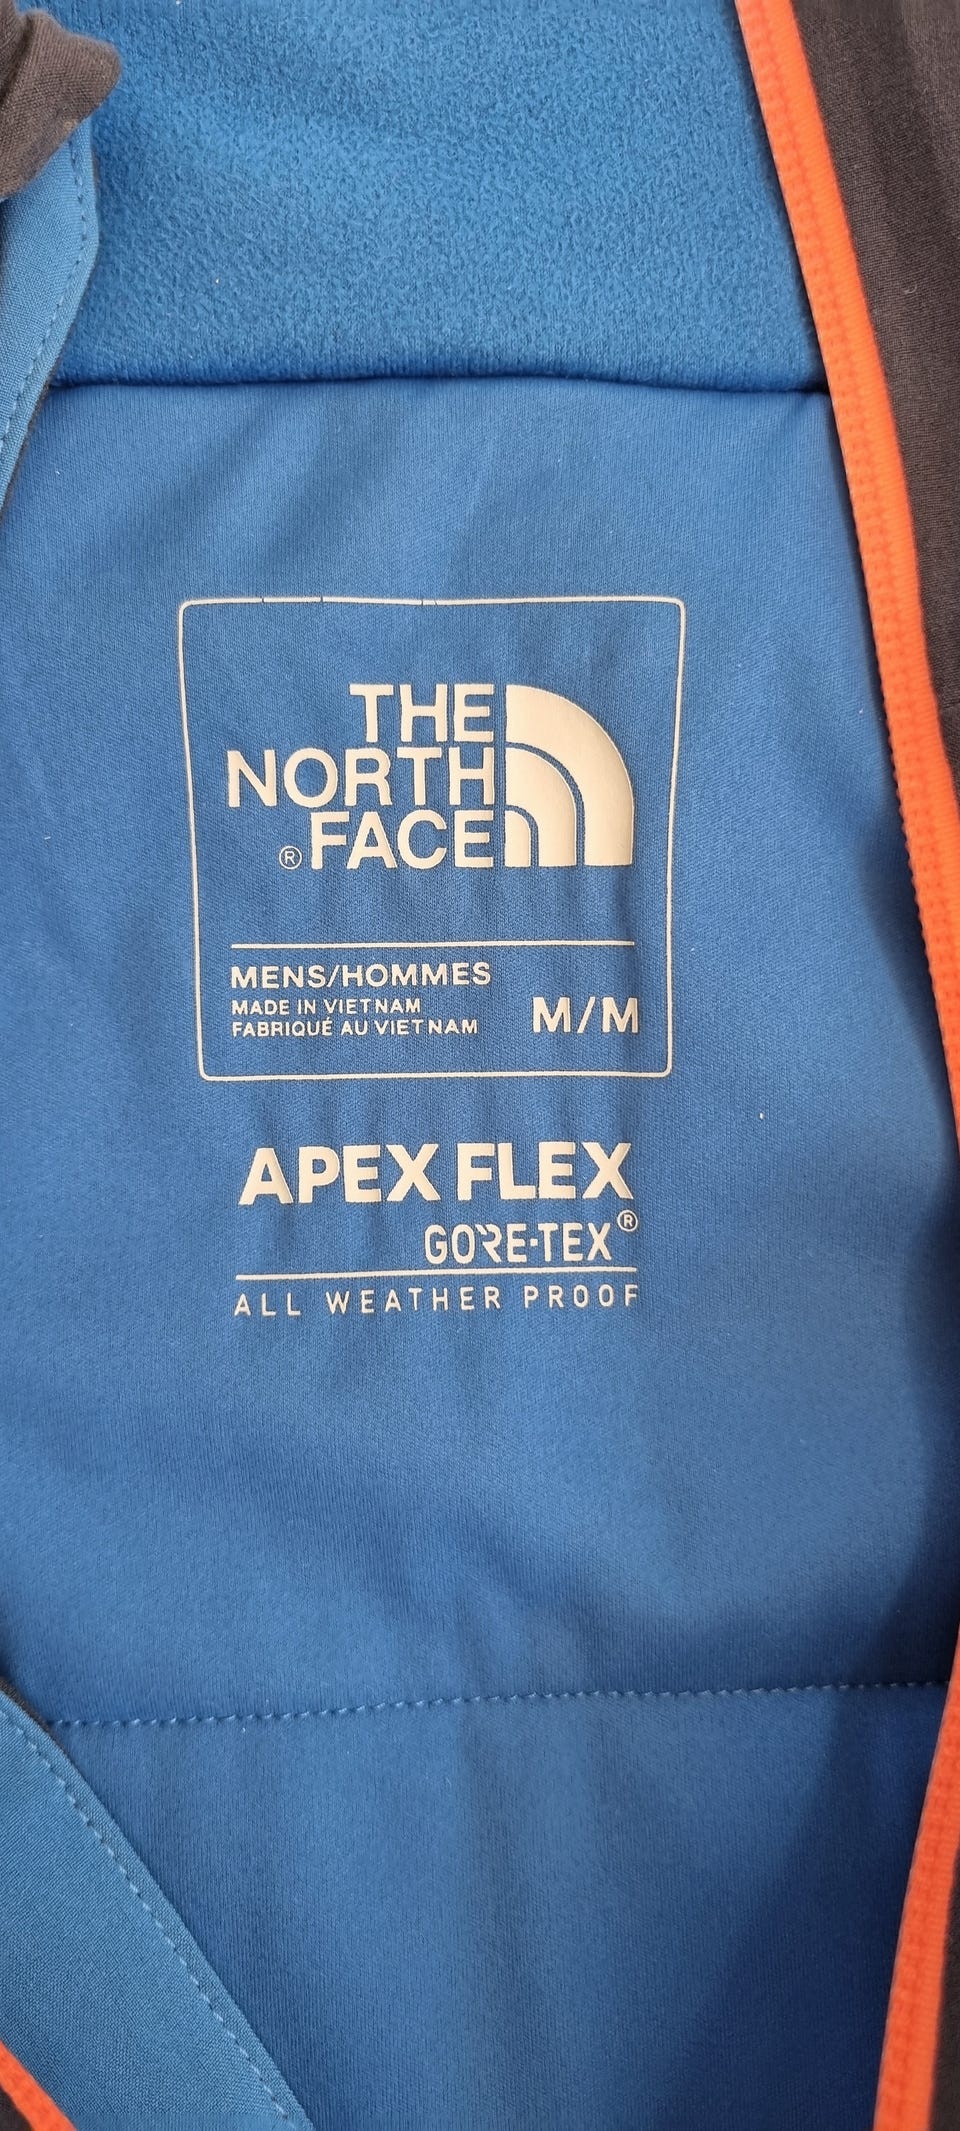 THE
NORTH
® FACE
MENS/HOMMES
MADE IN VIETNAM
FABRIQUÉ AU VIETNAM
M/M
APEX FLEX
GORE-TEX®
ALL WEATHER PROOF